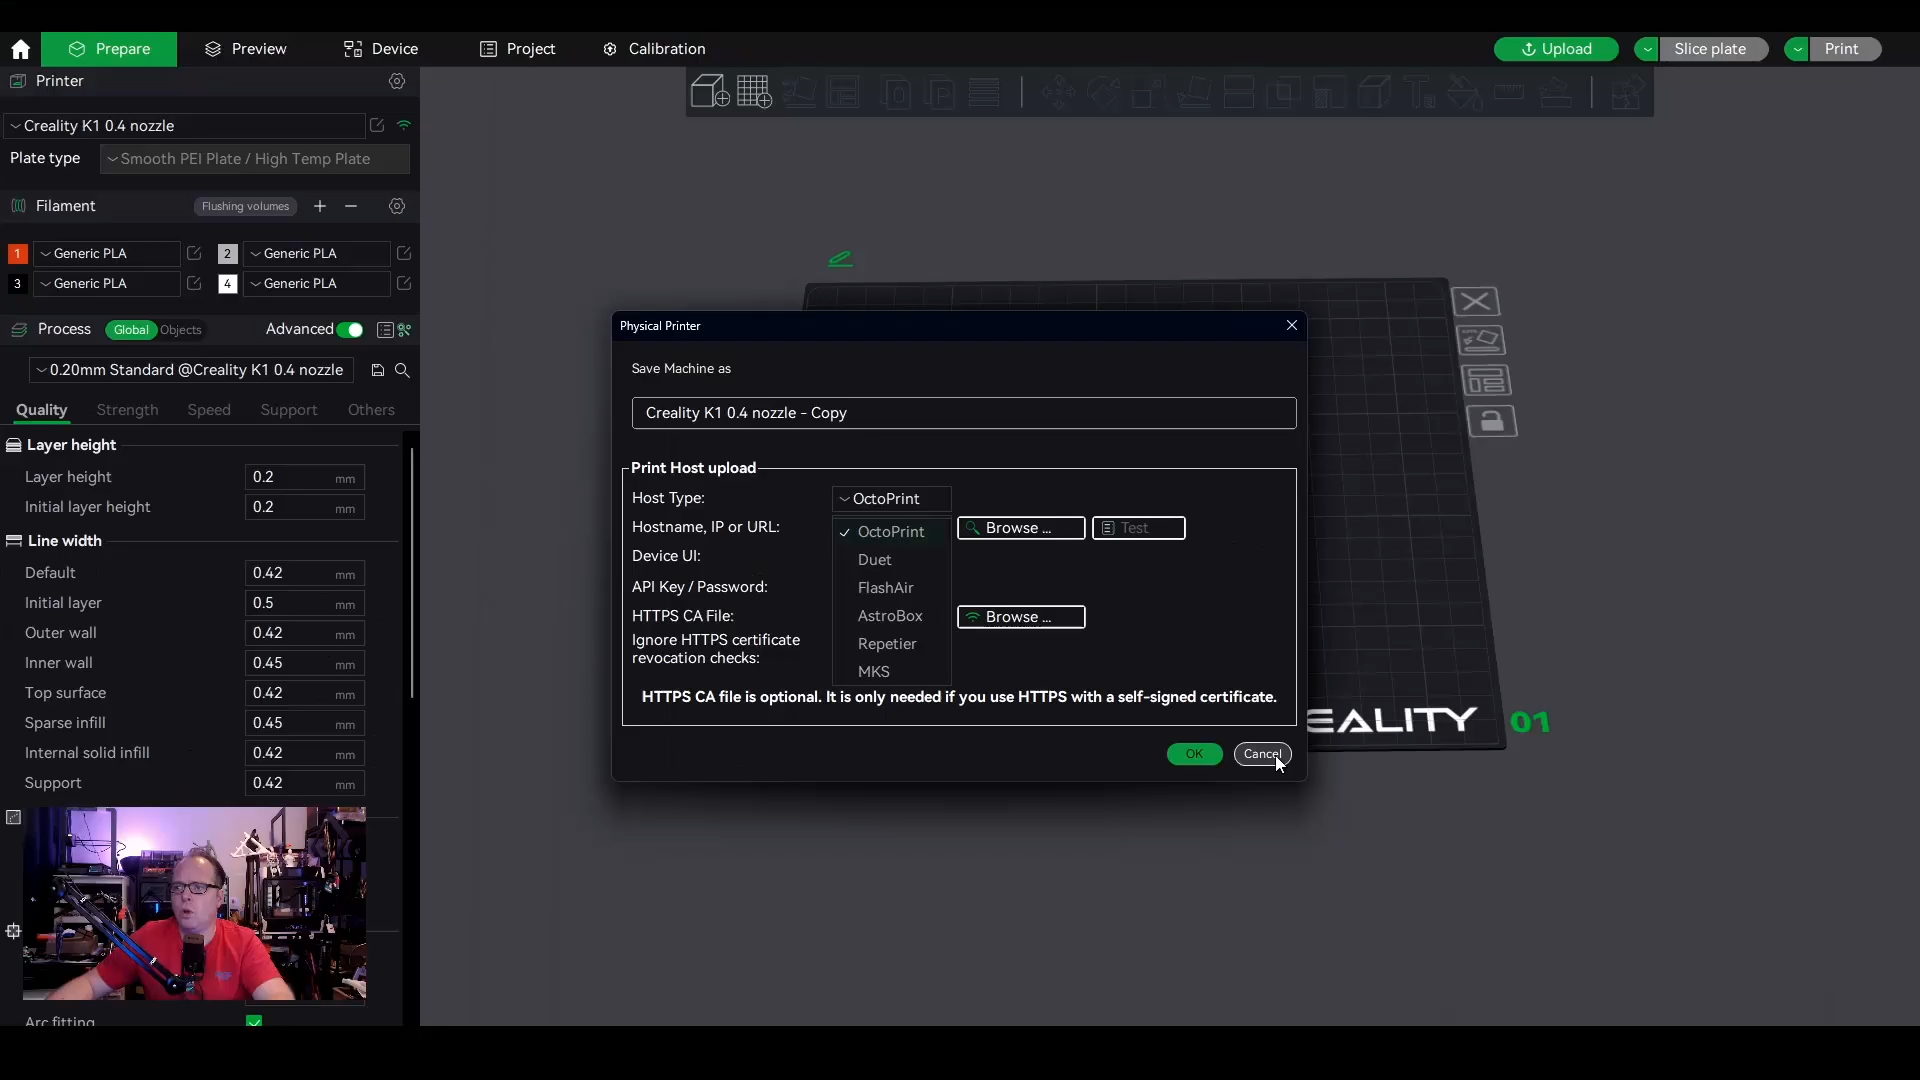 Prepare Preview Device Project Calibration Upload Slice plate Print
Printer
Creality K1 0.4 nozzle
Plate type Smooth PEI Plate / High Temp Plate
Filament Flushing volumes + −
1 Generic PLA 2 Generic PLA
3 Generic PLA 4 Generic PLA
Process Global Objects Advanced
0.20mm Standard @Creality K1 0.4 nozzle
Quality Strength Speed Support Others
Layer height
Layer height 0.2 mm
Initial layer height 0.2 mm
Line width
Default 0.42 mm
Initial layer 0.5 mm
Outer wall 0.42 mm
Inner wall 0.45 mm
Top surface 0.42 mm
Sparse infill 0.45 mm
Internal solid infill 0.42 mm
Support 0.42 mm
Arc fitting
Physical Printer
Save Machine as
Creality K1 0.4 nozzle - Copy
Print Host upload
Host Type: OctoPrint
Hostname, IP or URL: Browse ... Test
Device UI:
API Key / Password:
HTTPS CA File: Browse ...
Ignore HTTPS certificate
revocation checks:
OctoPrint
Duet
FlashAir
AstroBox
Repetier
MKS
HTTPS CA file is optional. It is only needed if you use HTTPS with a self-signed certificate.
OK Cancel
EALITY 01